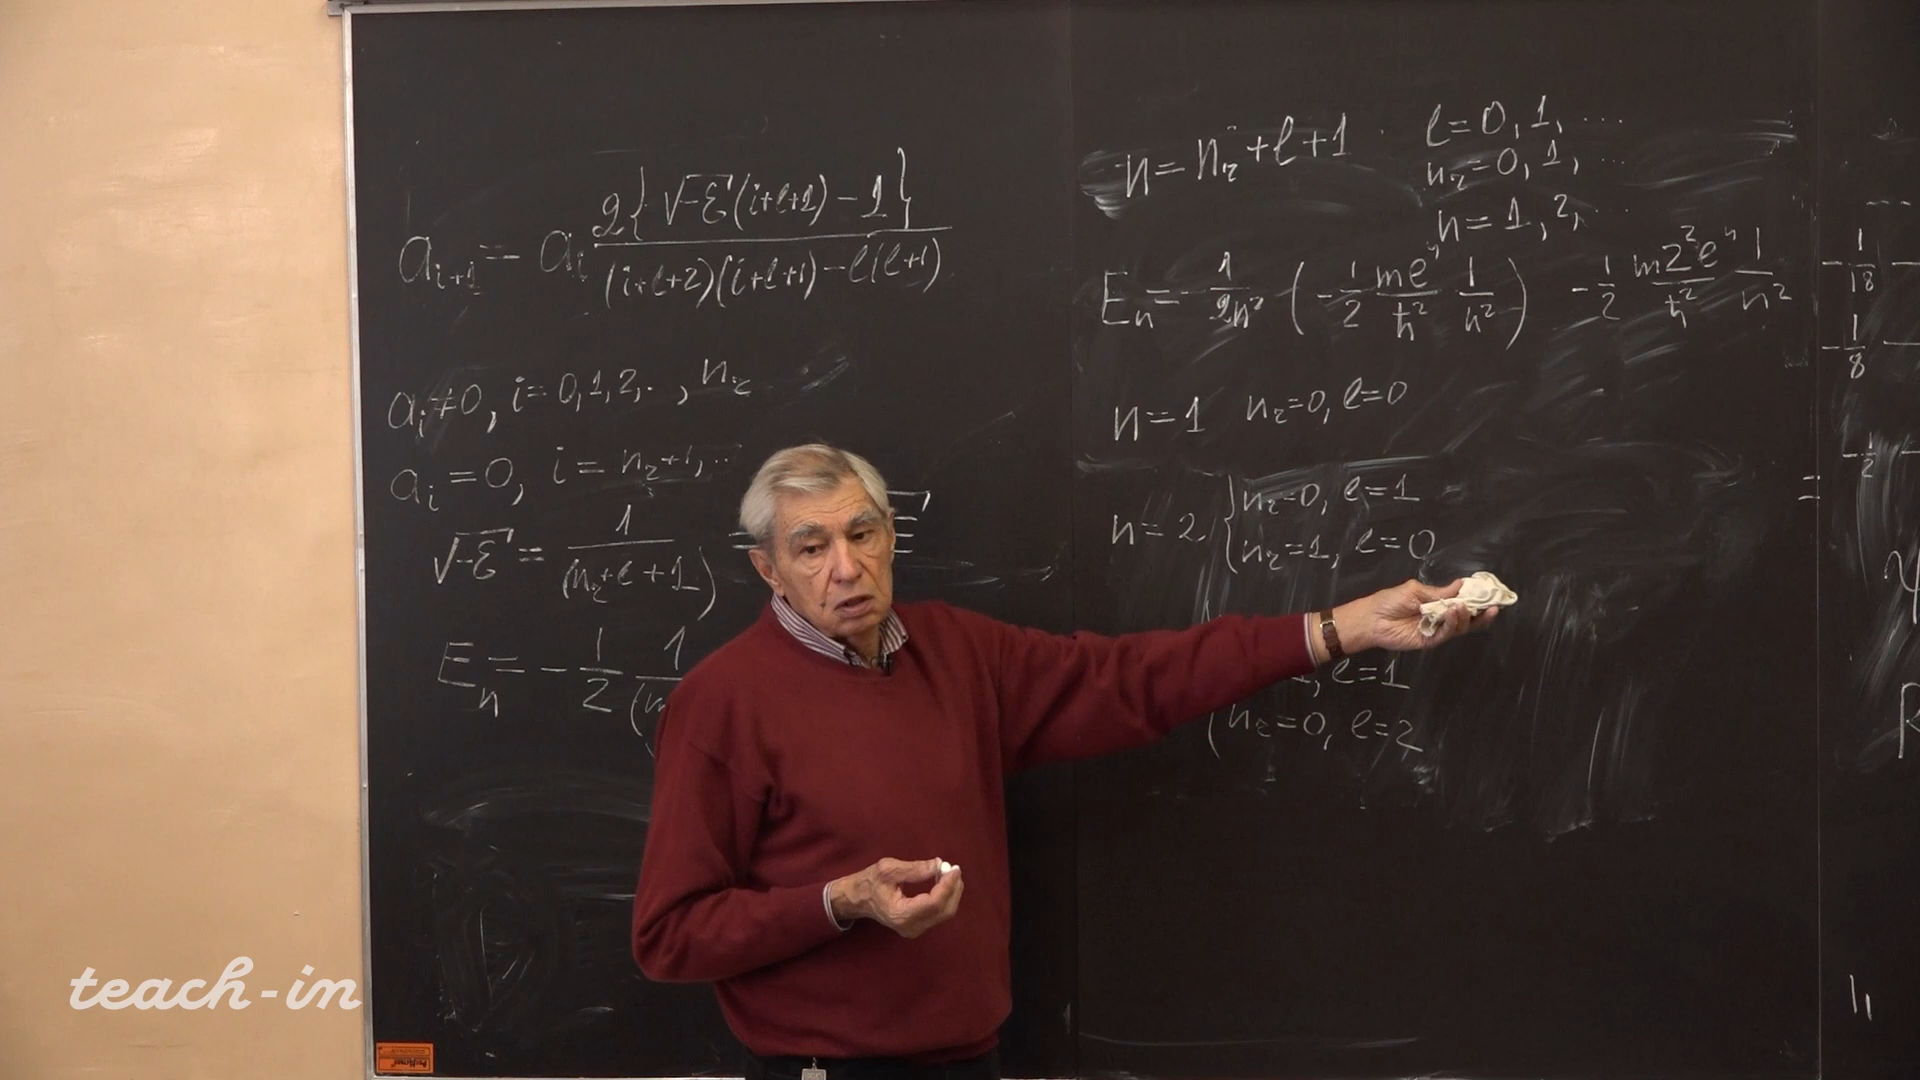 a_{i+1} = a_i \frac{2\{\sqrt{-ε}(i+ℓ+1) - 1\}}{(i+ℓ+2)(i+ℓ+1) - ℓ(ℓ+1)}
a_i ≠ 0, i = 0,1,2,.., n_r
a_i = 0, i = n_r+1,...
\sqrt{-ε} = \frac{1}{(n_r+ℓ+1)} =
E_n = -\frac{1}{2} \frac{1}{(n
n = n_r + ℓ + 1
ℓ = 0, 1, ....
n_r = 0, 1, ...
n = 1, 2, ...
E_n = -\frac{1}{2n^2} (-\frac{1}{2} \frac{me^4}{ħ^2} \frac{1}{n^2}) -\frac{1}{2} \frac{mZ^2e^4}{ħ^2} \frac{1}{n^2}
n = 1 n_r = 0, ℓ = 0
n = 2 { n_r = 0, ℓ = 1
n_r = 1, ℓ = 0
, ℓ = 1
n_r = 0, ℓ = 2
-\frac{1}{18} -
-\frac{1}{8} -
-\frac{1}{2} -
=
R
teach-in